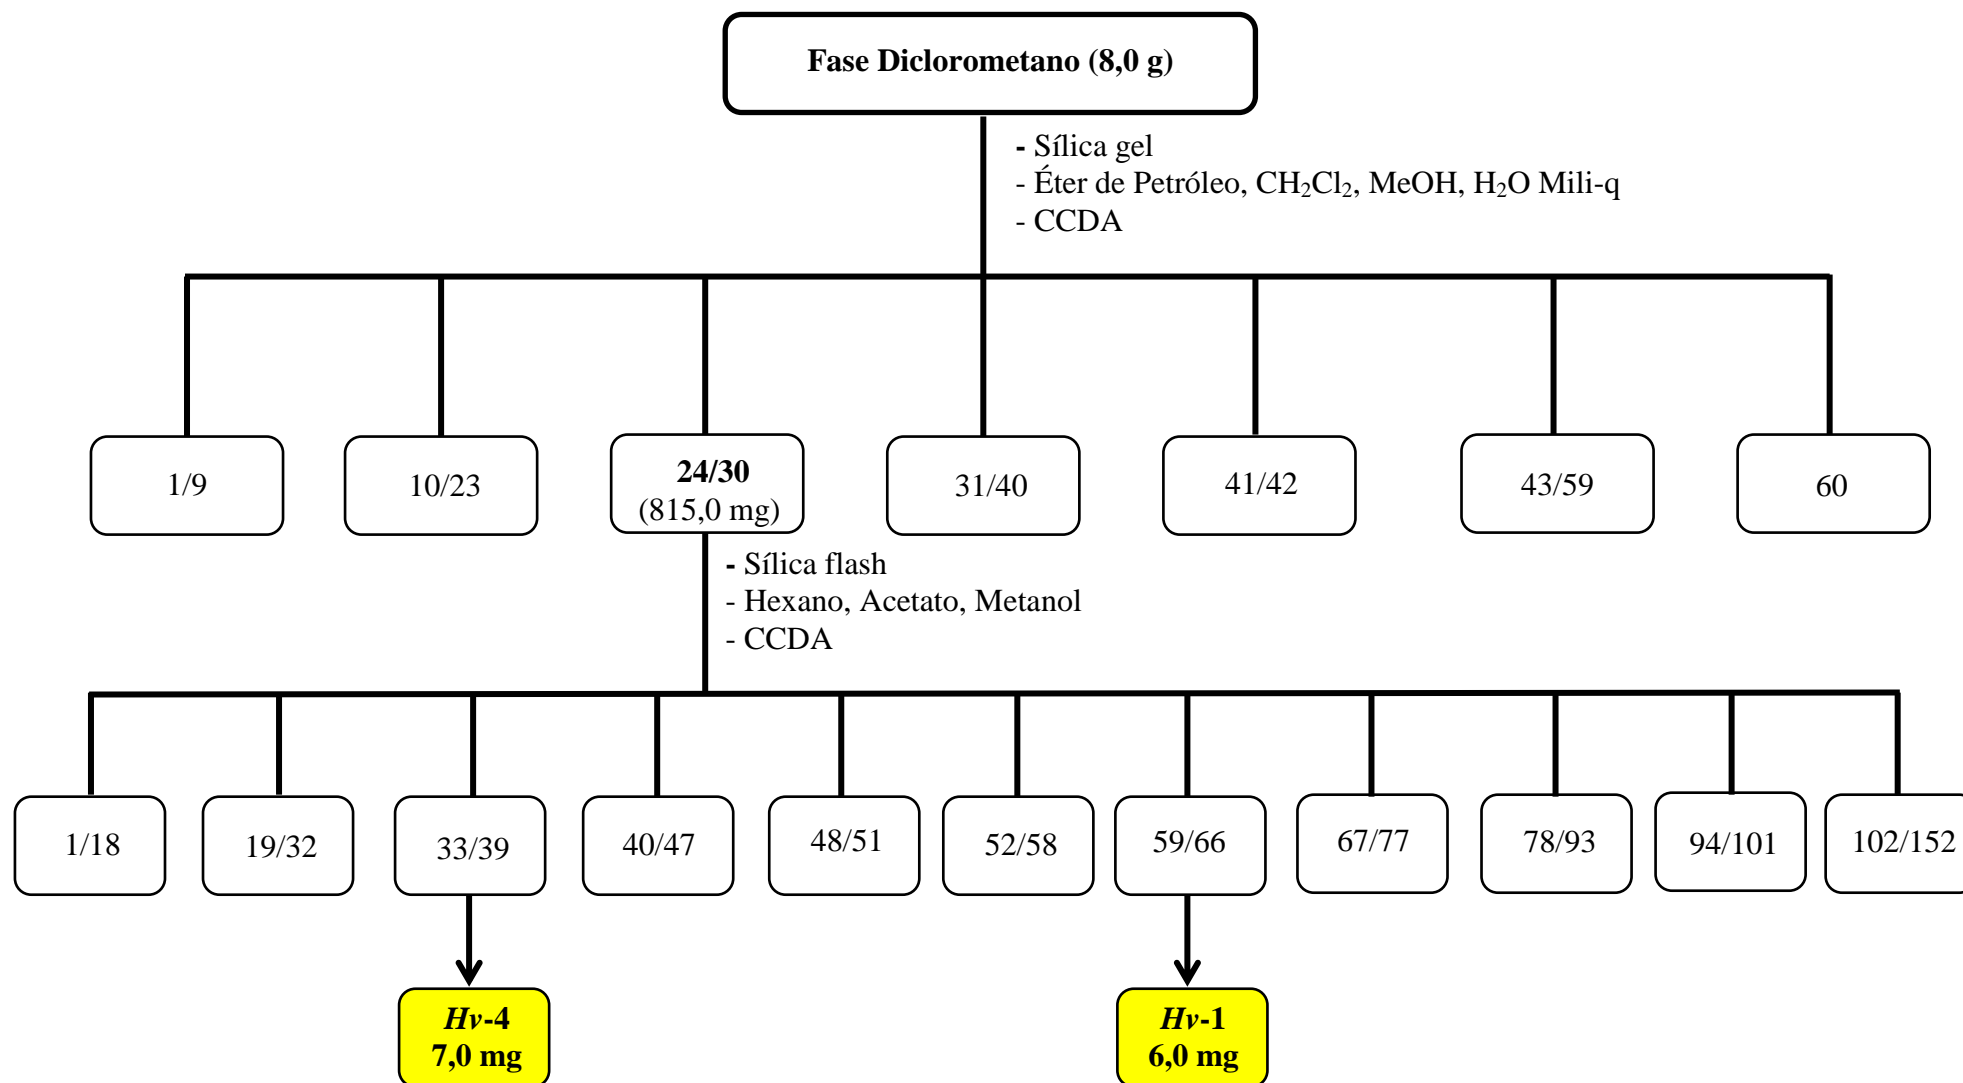 Fase Diclorometano (8,0 g)
- Sílica gel
- Éter de Petróleo, CH₂Cl₂, MeOH, H₂O Mili-q
- CCDA
1/9
10/23
24/30
(815,0 mg)
31/40
41/42
43/59
60
- Sílica flash
- Hexano, Acetato, Metanol
- CCDA
1/18
19/32
33/39
40/47
48/51
52/58
59/66
67/77
78/93
94/101
102/152
Hv-4
7,0 mg
Hv-1
6,0 mg